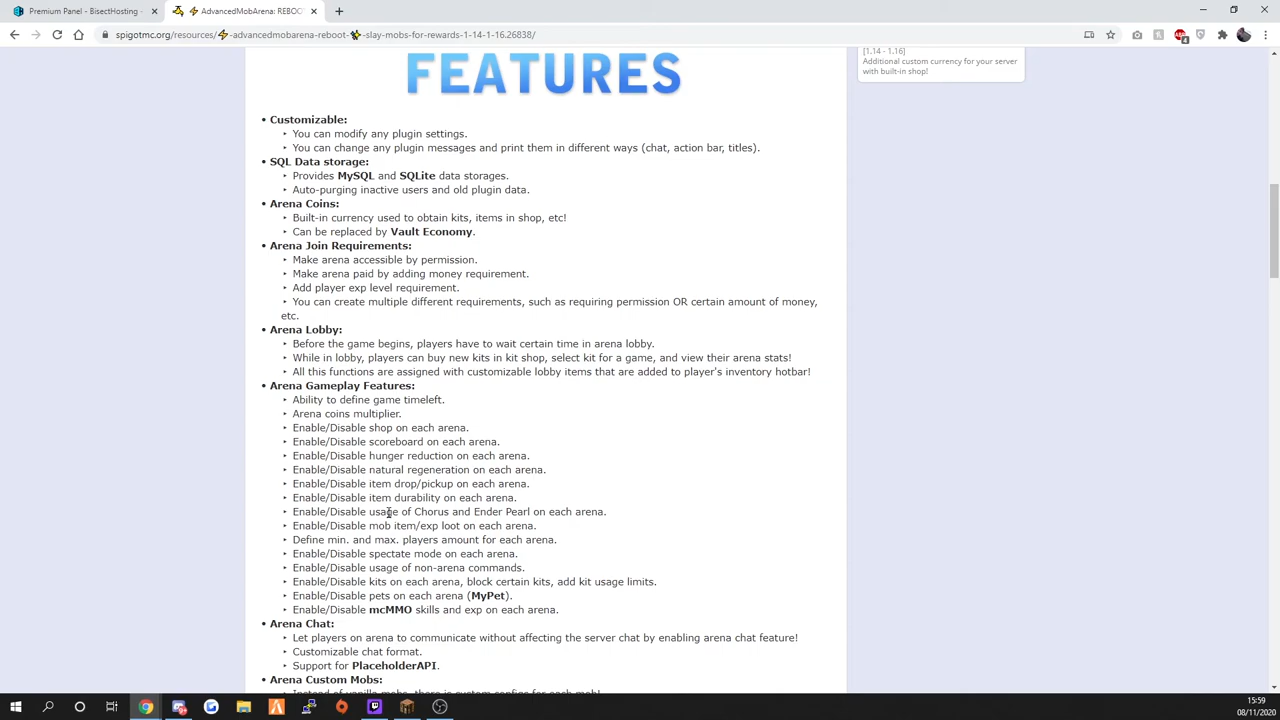 Premium Panel - BisectHosting
AdvancedMobArena: REBOO
spigotmc.org/resources/⚡-advancedmobarena-reboot-✨-slay-mobs-for-rewards-1-14-1-16.26838/
[1.14 - 1.16]
Additional custom currency for your server
with built-in shop!
FEATURES
• Customizable:
‣ You can modify any plugin settings.
‣ You can change any plugin messages and print them in different ways (chat, action bar, titles).
• SQL Data storage:
‣ Provides MySQL and SQLite data storages.
‣ Auto-purging inactive users and old plugin data.
• Arena Coins:
‣ Built-in currency used to obtain kits, items in shop, etc!
‣ Can be replaced by Vault Economy.
• Arena Join Requirements:
‣ Make arena accessible by permission.
‣ Make arena paid by adding money requirement.
‣ Add player exp level requirement.
‣ You can create multiple different requirements, such as requiring permission OR certain amount of money,
etc.
• Arena Lobby:
‣ Before the game begins, players have to wait certain time in arena lobby.
‣ While in lobby, players can buy new kits in kit shop, select kit for a game, and view their arena stats!
‣ All this functions are assigned with customizable lobby items that are added to player's inventory hotbar!
• Arena Gameplay Features:
‣ Ability to define game timeleft.
‣ Arena coins multiplier.
‣ Enable/Disable shop on each arena.
‣ Enable/Disable scoreboard on each arena.
‣ Enable/Disable hunger reduction on each arena.
‣ Enable/Disable natural regeneration on each arena.
‣ Enable/Disable item drop/pickup on each arena.
‣ Enable/Disable item durability on each arena.
‣ Enable/Disable usage of Chorus and Ender Pearl on each arena.
‣ Enable/Disable mob item/exp loot on each arena.
‣ Define min. and max. players amount for each arena.
‣ Enable/Disable spectate mode on each arena.
‣ Enable/Disable usage of non-arena commands.
‣ Enable/Disable kits on each arena, block certain kits, add kit usage limits.
‣ Enable/Disable pets on each arena (MyPet).
‣ Enable/Disable mcMMO skills and exp on each arena.
• Arena Chat:
‣ Let players on arena to communicate without affecting the server chat by enabling arena chat feature!
‣ Customizable chat format.
‣ Support for PlaceholderAPI.
• Arena Custom Mobs:
‣ Instead of vanilla mobs, there is custom configs for each mob!
15:59
08/11/2020